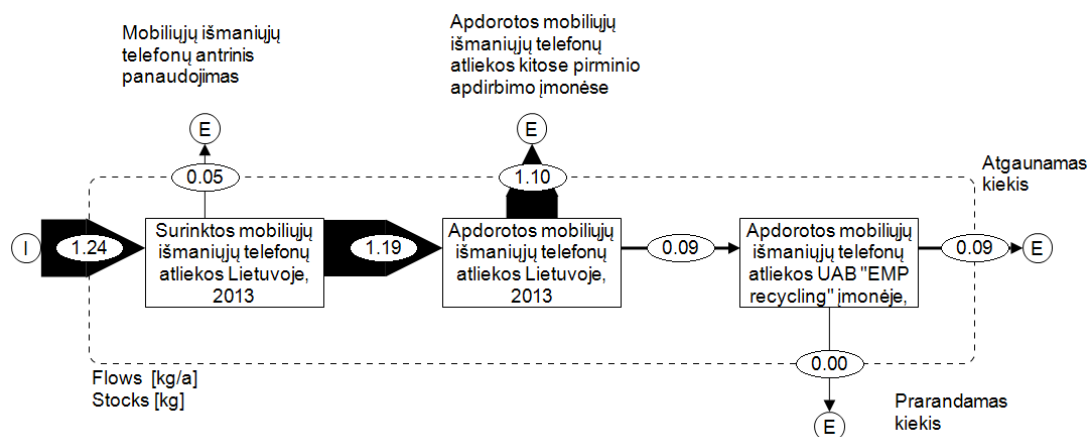 Mobiliųjų išmaniųjų
telefonų antrinis
panaudojimas
Apdorotos mobiliųjų
išmaniųjų telefonų
atliekos kitose pirminio
apdirbimo įmonėse
E
E
0.05
1.10
Atgaunamas
kiekis
I
1.24
Surinktos mobiliųjų
išmaniųjų telefonų
atliekos Lietuvoje,
2013
1.19
Apdorotos mobiliųjų
išmaniųjų telefonų
atliekos Lietuvoje,
2013
0.09
Apdorotos mobiliųjų
išmaniųjų telefonų
atliekos UAB "EMP
recycling" įmonėje,
0.09
E
0.00
Flows [kg/a]
Stocks [kg]
E
Prarandamas
kiekis